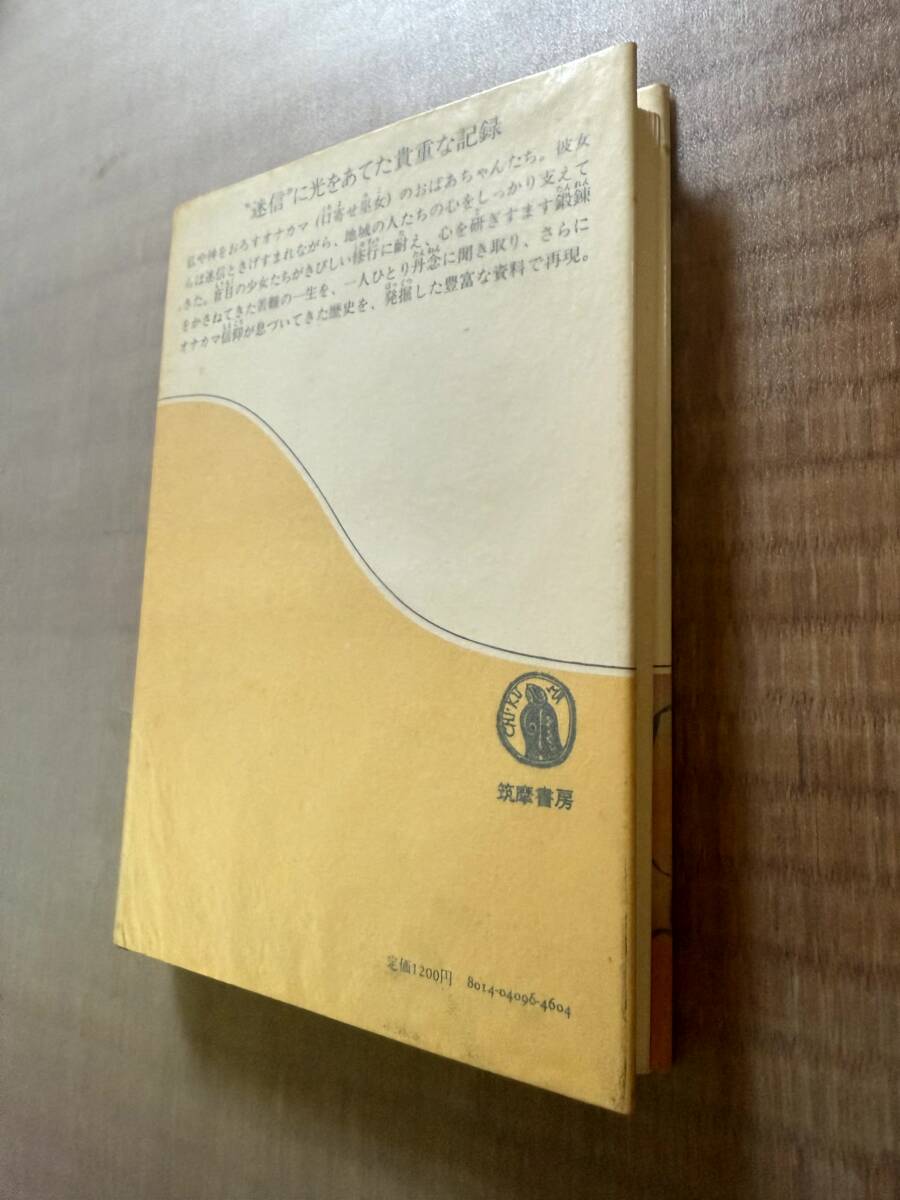 “迷信”に光をあてた貴重な記録
仏や神をおろすオナカマ（口寄せ巫女）のおばあちゃんたち。彼女
らは迷信とさげすまれながら、地域の人たちの心をしっかり支えて
きた。盲目の少女たちがきびしい修行に耐え、心を研ぎすます鍛錬
をかさねてきた苦難の一生を、一人ひとり丹念に聞き取り、さらに
オナカマ信仰が息づいてきた歴史を、発掘した豊富な資料で再現。
CHI・KU MA
筑摩書房
定価1200円 8014-04096-4604